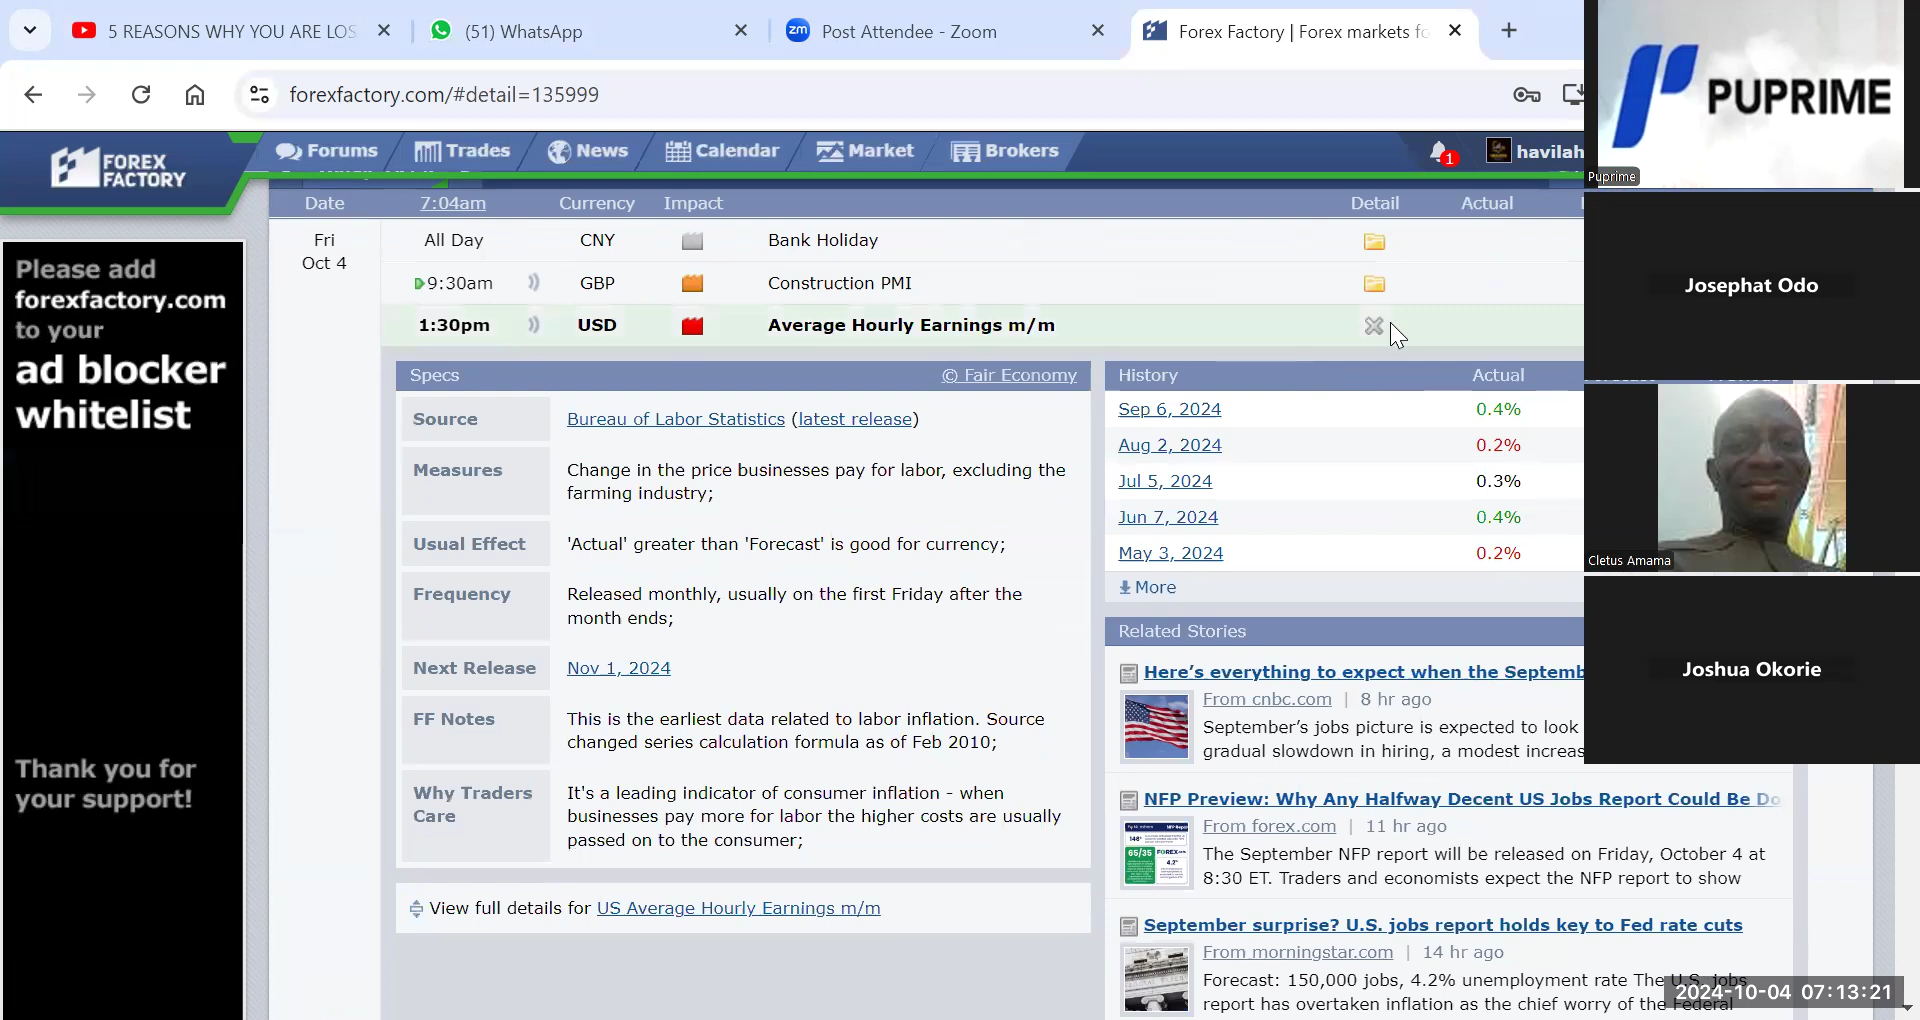 5 REASONS WHY YOU ARE LOS
(51) WhatsApp
zm
Post Attendee - Zoom
Forex Factory | Forex markets fo
forexfactory.com/#detail=135999
FOREX
FACTORY
Forums
Trades
News
Calendar
Market
Brokers
1
havilah
PUPRIME
Puprime
Date
7:04am
Currency
Impact
Detail
Actual
Fri
Oct 4
All Day
CNY
Bank Holiday
9:30am
GBP
Construction PMI
1:30pm
USD
Average Hourly Earnings m/m
Please add
forexfactory.com
to your
ad blocker
whitelist
Thank you for
your support!
Specs
© Fair Economy
Source
Bureau of Labor Statistics (latest release)
Measures
Change in the price businesses pay for labor, excluding the
farming industry;
Usual Effect
'Actual' greater than 'Forecast' is good for currency;
Frequency
Released monthly, usually on the first Friday after the
month ends;
Next Release
Nov 1, 2024
FF Notes
This is the earliest data related to labor inflation. Source
changed series calculation formula as of Feb 2010;
Why Traders
Care
It's a leading indicator of consumer inflation - when
businesses pay more for labor the higher costs are usually
passed on to the consumer;
View full details for US Average Hourly Earnings m/m
History
Actual
Sep 6, 2024
0.4%
Aug 2, 2024
0.2%
Jul 5, 2024
0.3%
Jun 7, 2024
0.4%
May 3, 2024
0.2%
More
Related Stories
Here's everything to expect when the Septemb
From cnbc.com | 8 hr ago
September's jobs picture is expected to look
gradual slowdown in hiring, a modest increas
NFP Preview: Why Any Halfway Decent US Jobs Report Could Be Do
From forex.com | 11 hr ago
The September NFP report will be released on Friday, October 4 at
8:30 ET. Traders and economists expect the NFP report to show
65/35
FOREX
4.2%
September surprise? U.S. jobs report holds key to Fed rate cuts
From morningstar.com | 14 hr ago
Forecast: 150,000 jobs, 4.2% unemployment rate The U.S. jobs
report has overtaken inflation as the chief worry of the Federal
Josephat Odo
Cletus Amama
Joshua Okorie
2024-10-04 07:13:21